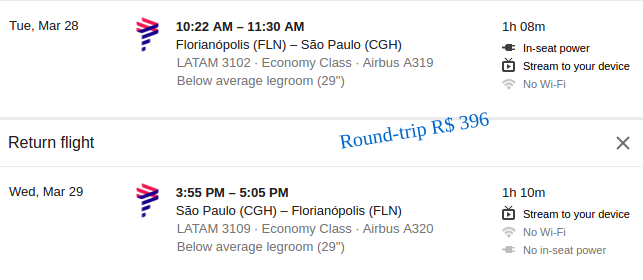 Tue, Mar 28
10:22 AM – 11:30 AM
1h 08m
Florianópolis (FLN) – São Paulo (CGH)
In-seat power
LATAM 3102 · Economy Class · Airbus A319
Stream to your device
Below average legroom (29")
No Wi-Fi
Round-trip R$ 396
Return flight
Wed, Mar 29
3:55 PM – 5:05 PM
1h 10m
São Paulo (CGH) – Florianópolis (FLN)
Stream to your device
LATAM 3109 · Economy Class · Airbus A320
No Wi-Fi
Below average legroom (29")
No in-seat power